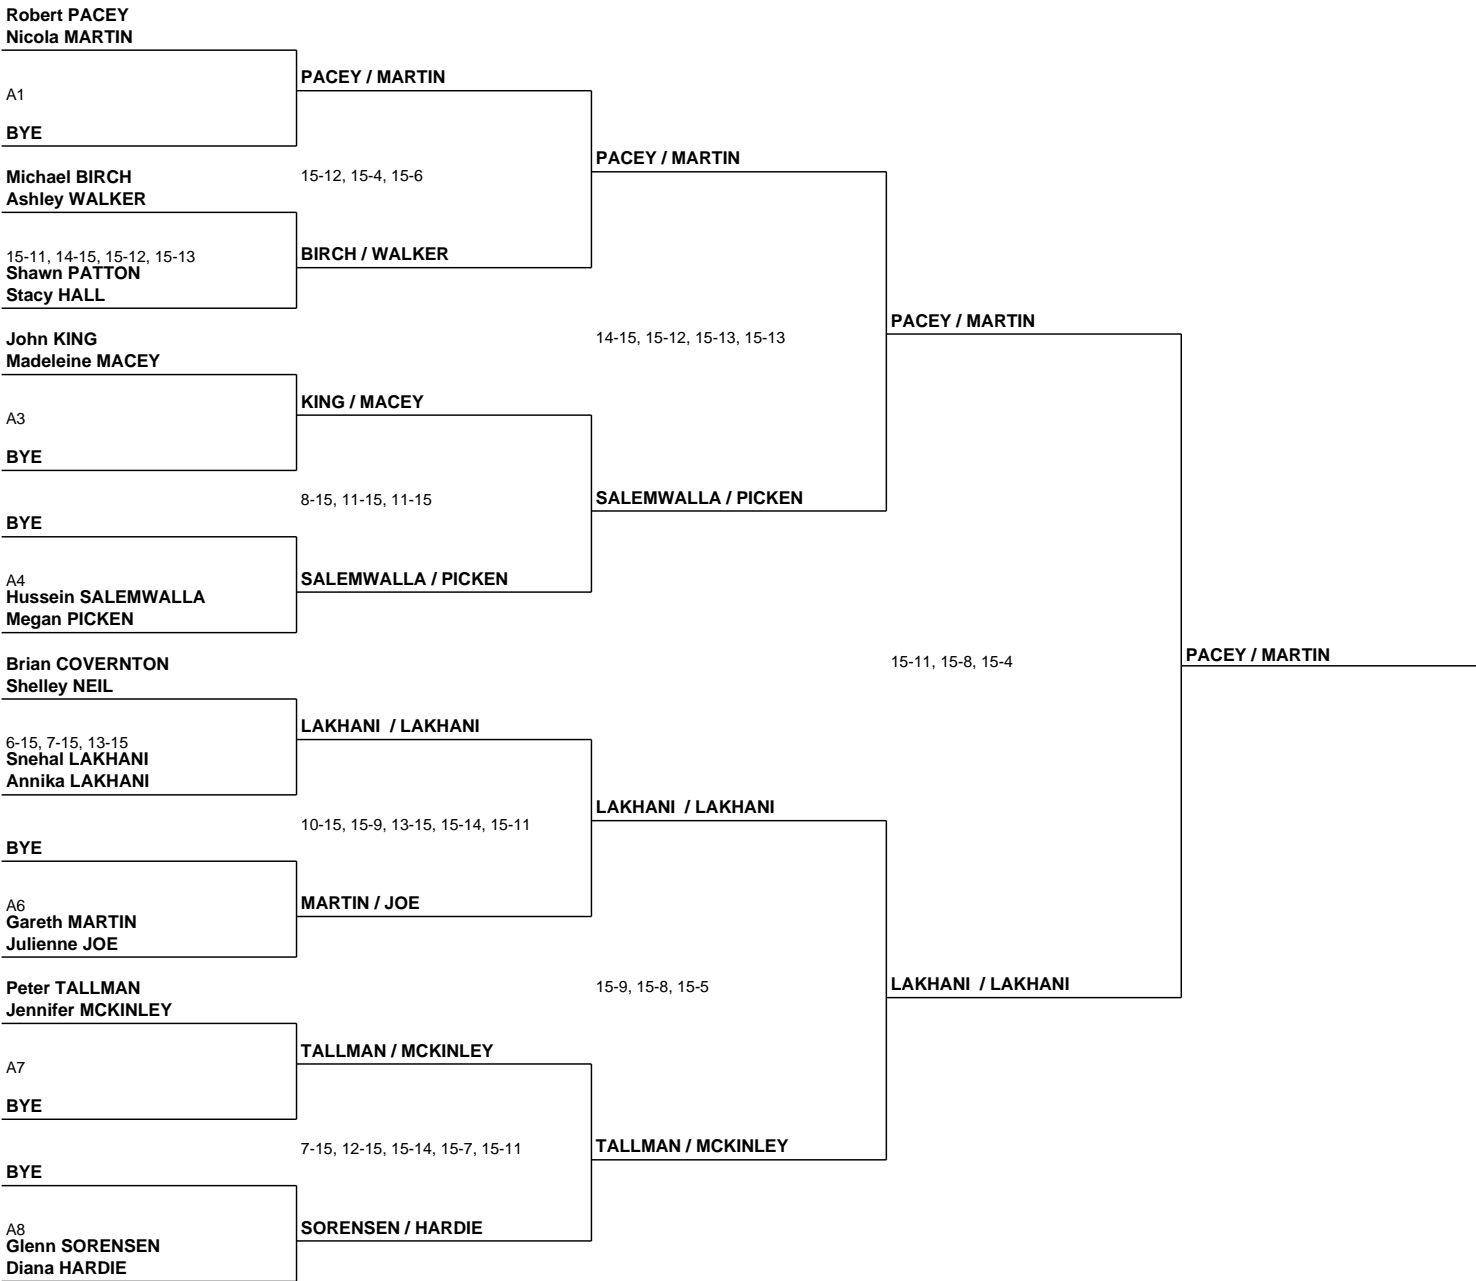 Robert PACEY
Nicola MARTIN
PACEY / MARTIN
A1
BYE
PACEY / MARTIN
Michael BIRCH
15-12, 15-4, 15-6
Ashley WALKER
15-11, 14-15, 15-12, 15-13
BIRCH / WALKER
Shawn PATTON
Stacy HALL
PACEY / MARTIN
John KING
14-15, 15-12, 15-13, 15-13
Madeleine MACEY
KING / MACEY
A3
BYE
8-15, 11-15, 11-15
SALEMWALLA / PICKEN
BYE
A4
SALEMWALLA / PICKEN
Hussein SALEMWALLA
Megan PICKEN
PACEY / MARTIN
Brian COVERNTON
15-11, 15-8, 15-4
Shelley NEIL
LAKHANI  / LAKHANI
6-15, 7-15, 13-15
Snehal LAKHANI
Annika LAKHANI
LAKHANI  / LAKHANI
10-15, 15-9, 13-15, 15-14, 15-11
BYE
A6
MARTIN / JOE
Gareth MARTIN
Julienne JOE
Peter TALLMAN
15-9, 15-8, 15-5
LAKHANI  / LAKHANI
Jennifer MCKINLEY
TALLMAN / MCKINLEY
A7
BYE
7-15, 12-15, 15-14, 15-7, 15-11
TALLMAN / MCKINLEY
BYE
A8
SORENSEN / HARDIE
Glenn SORENSEN
Diana HARDIE